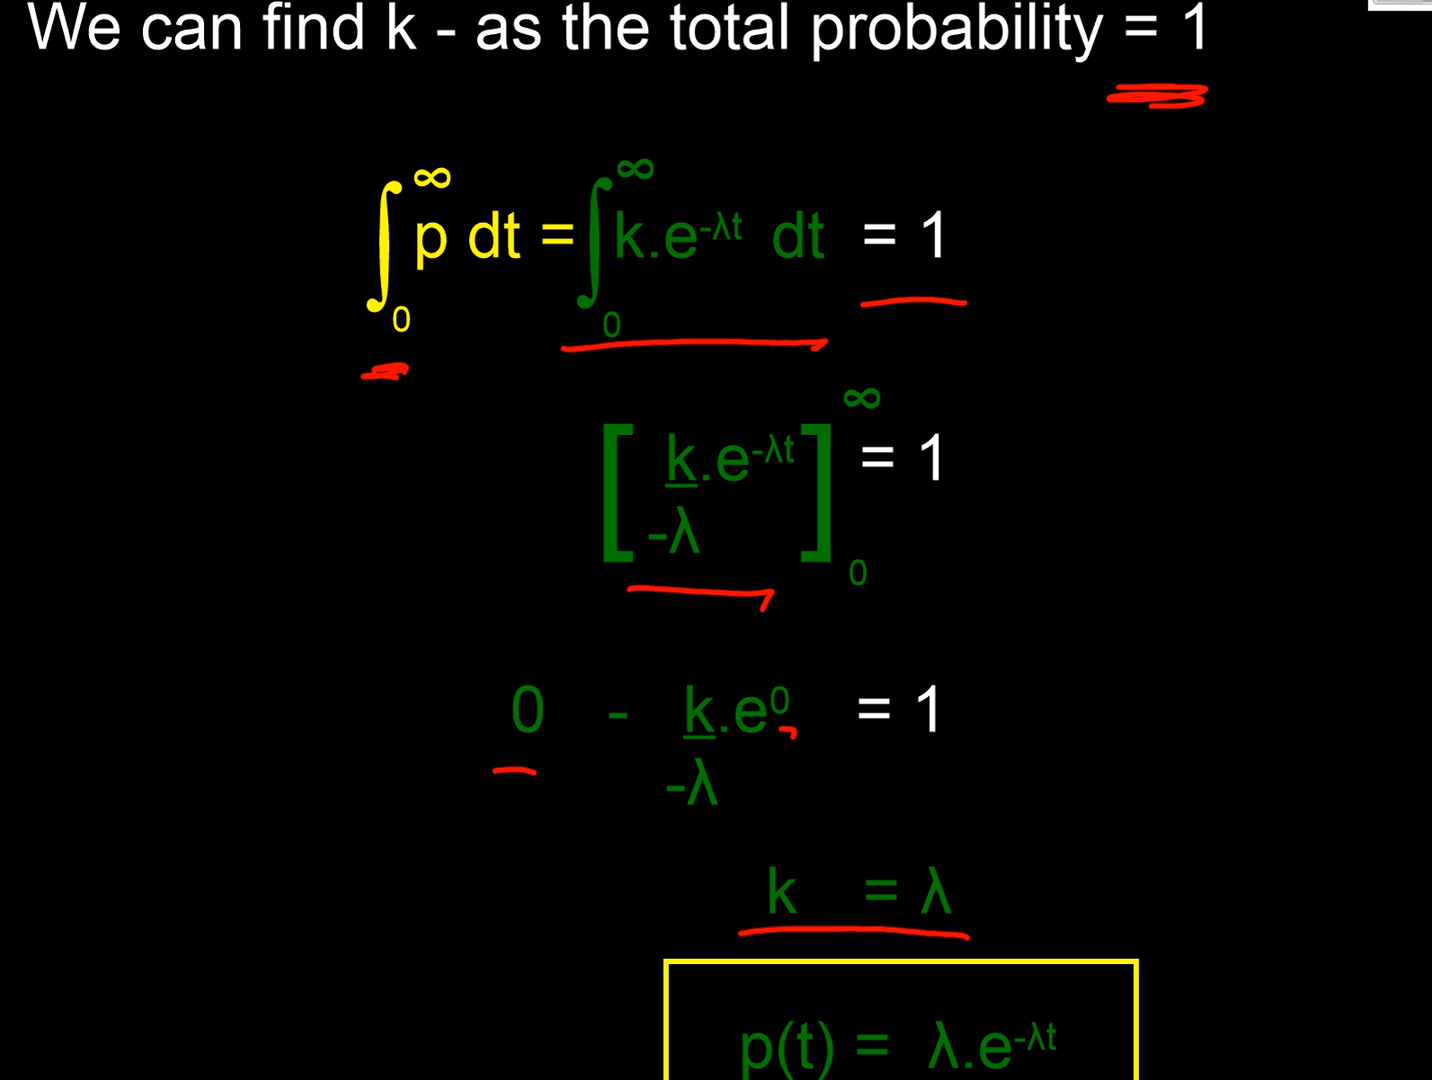 We can find k - as the total probability = 1
∫₀^∞ p dt = ∫₀^∞ k.e^-λt dt = 1
[ k/-λ .e^-λt ]₀^∞ = 1
0 - k/-λ .e^0 = 1
k = λ
p(t) = λ.e^-λt